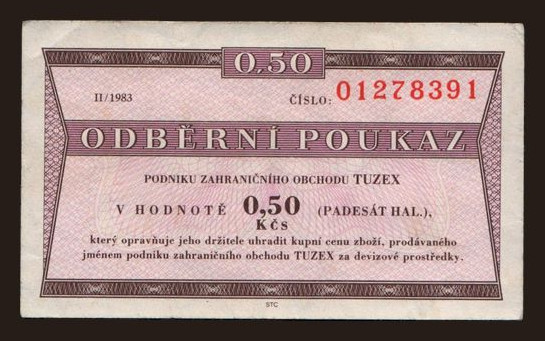 0,50
II/1983
ČÍSLO: 01278391
ODBĚRNÍ POUKAZ
PODNIKU ZAHRANIČNÍHO OBCHODU TUZEX
V HODNOTĚ 0,50 (PADESÁT HAL.),
KČS
který opravňuje jeho držitele uhradit kupní cenu zboží, prodávaného
jménem podniku zahraničního obchodu TUZEX za devizové prostředky.
STC